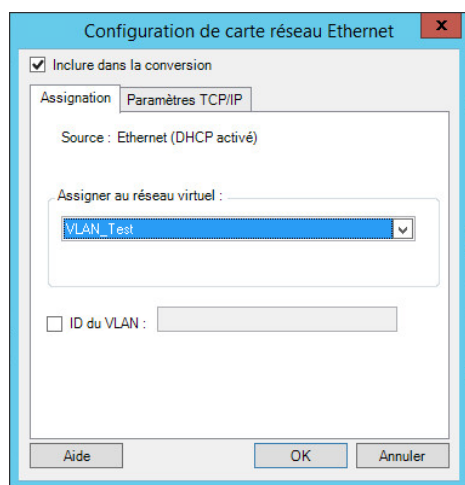 Configuration de carte réseau Ethernet
x
Inclure dans la conversion
Assignation Paramètres TCP/IP
Source : Ethernet (DHCP activé)
Assigner au réseau virtuel :
VLAN_Test
ID du VLAN :
Aide OK Annuler